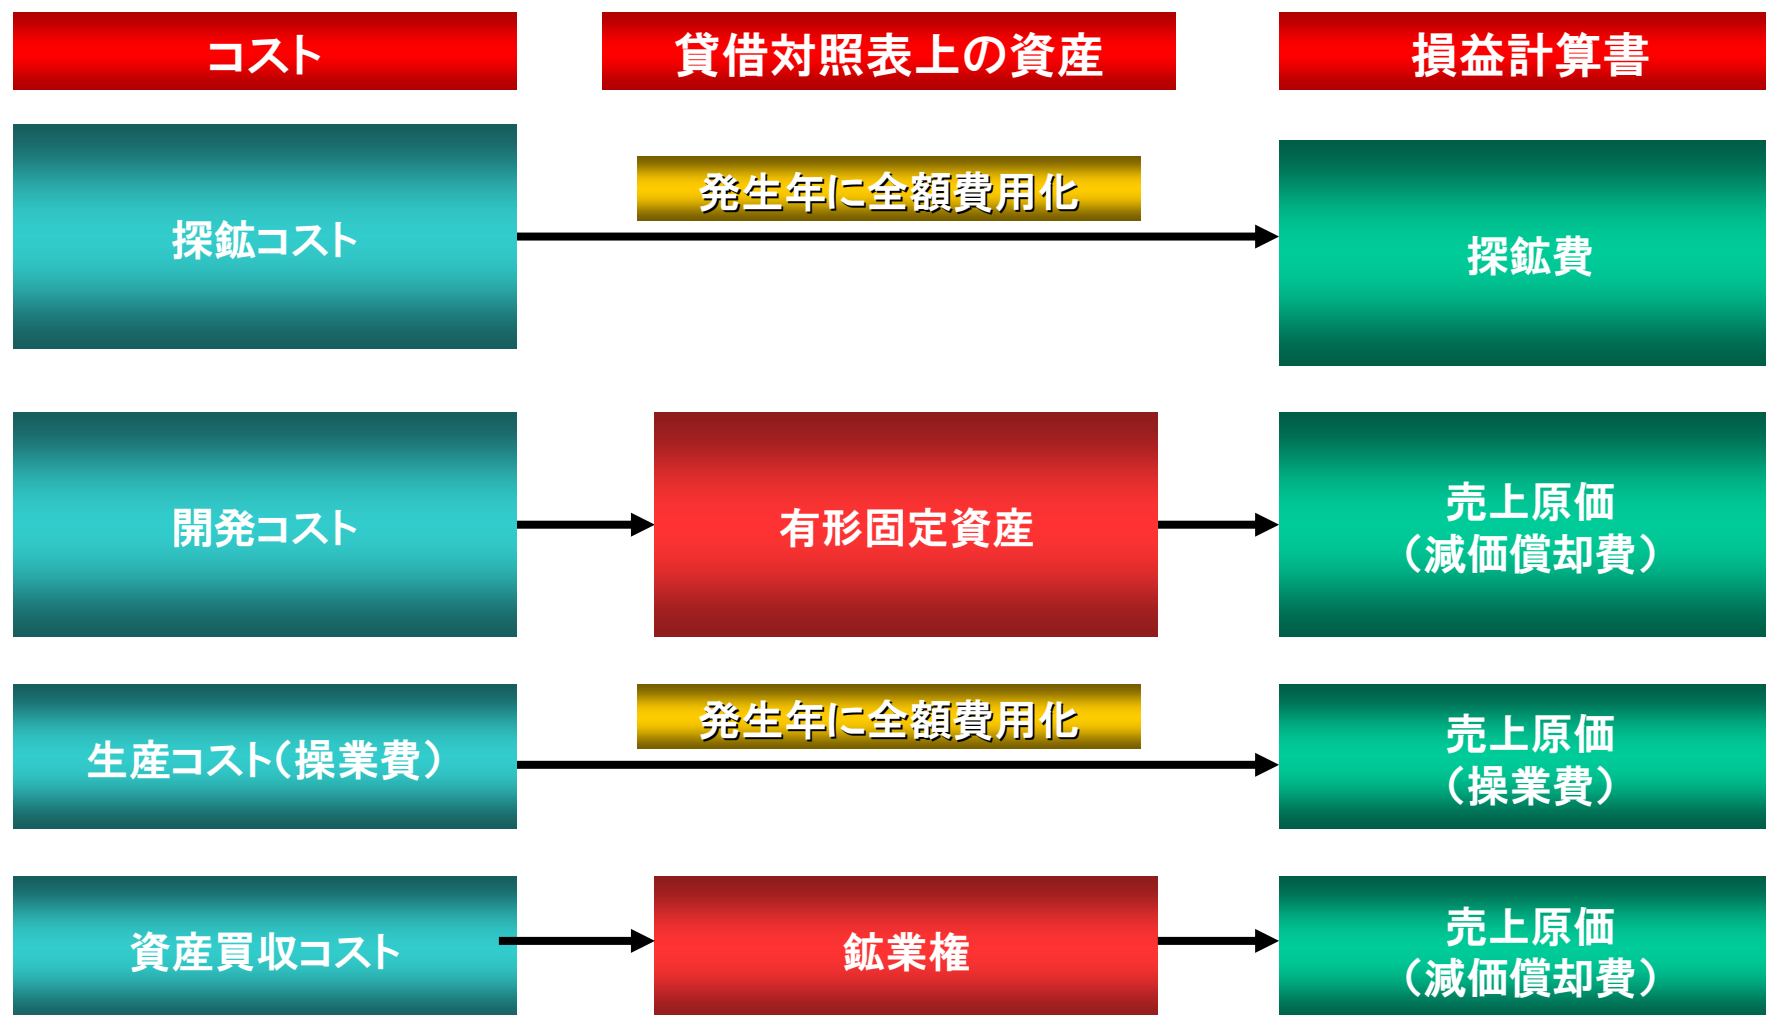 コスト
貸借対照表上の資産
損益計算書
探鉱コスト
発生年に全額費用化
探鉱費
開発コスト
有形固定資産
売上原価
（減価償却費）
生産コスト（操業費）
発生年に全額費用化
売上原価
（操業費）
資産買収コスト
鉱業権
売上原価
（減価償却費）